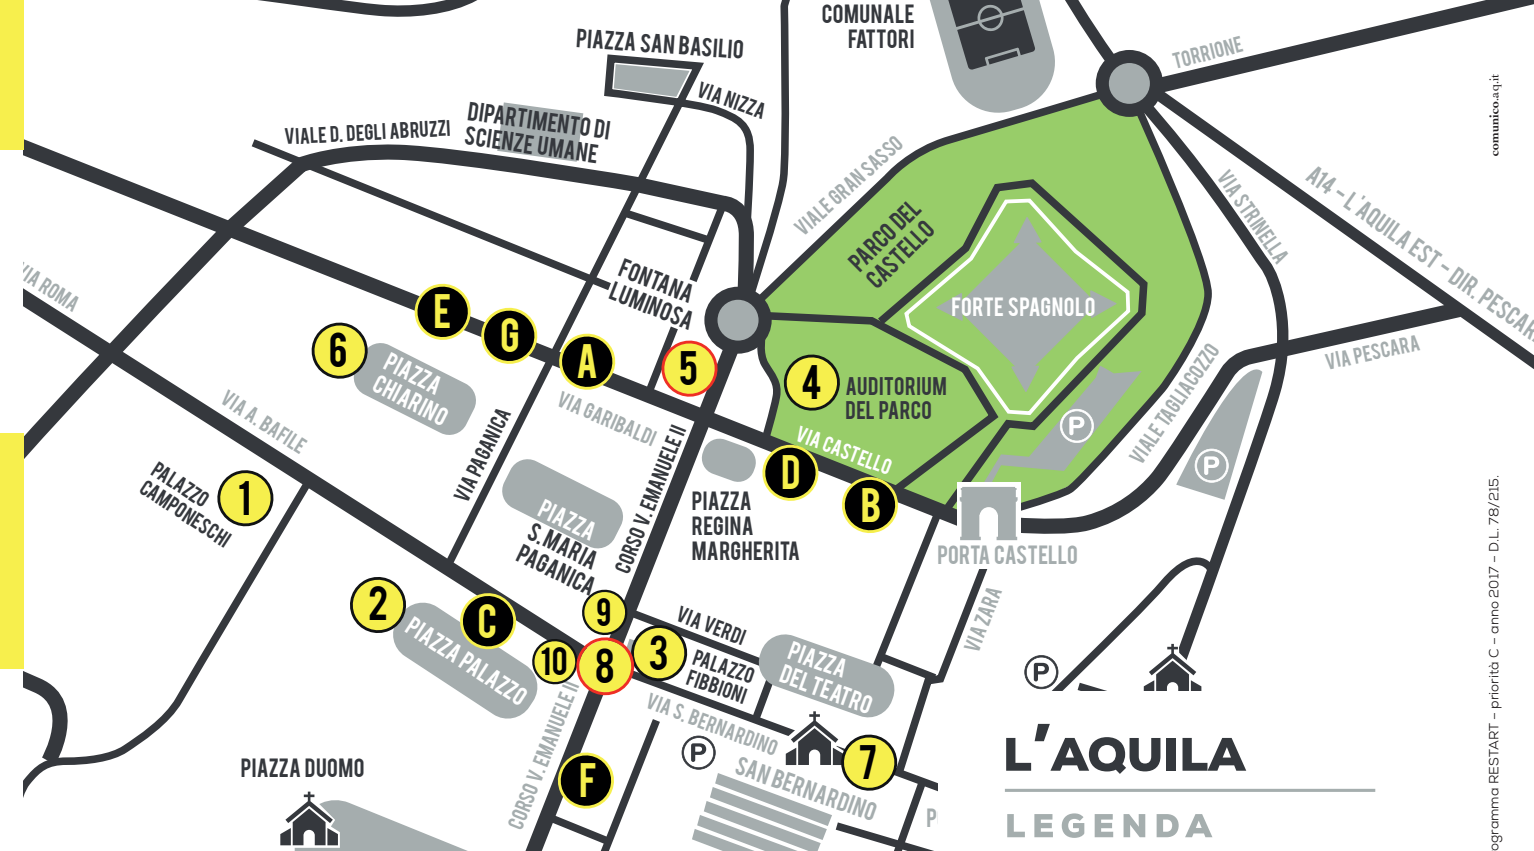 COMUNALE
FATTORI
PIAZZA SAN BASILIO
TORRIONE
comunico.aq.it
VIA NIZZA
DIPARTIMENTO DI
SCIENZE UMANE
VIALE D. DEGLI ABRUZZI
VIALE GRAN SASSO
VIA STRINELLA
A14 - L'AQUILA EST - DIR. PESCAR
PARCO DEL
CASTELLO
FONTANA
LUMINOSA
VIA ROMA
FORTE SPAGNOLO
E
G
A
6
PIAZZA
CHIARINO
5
4
AUDITORIUM
DEL PARCO
VIA PESCARA
VIALE TAGLIACOZZO
VIA A. BAFILE
VIA GARIBALDI
VIA PAGANICA
VIA CASTELLO
P
P
D
B
CORSO V. EMANUELE II
PALAZZO
CAMPONESCHI
1
PIAZZA
S. MARIA
PAGANICA
PIAZZA
REGINA
MARGHERITA
PORTA CASTELLO
2
C
PIAZZA PALAZZO
9
10
8
3
VIA VERDI
PALAZZO
FIBBIONI
PIAZZA
DEL TEATRO
VIA ZARA
P
VIA S. BERNARDINO
CORSO V. EMANUELE II
P
7
SAN BERNARDINO
F
PIAZZA DUOMO
P
L'AQUILA
LEGENDA
ogramma RESTART - priorità C - anno 2017 - D.L. 78/215.